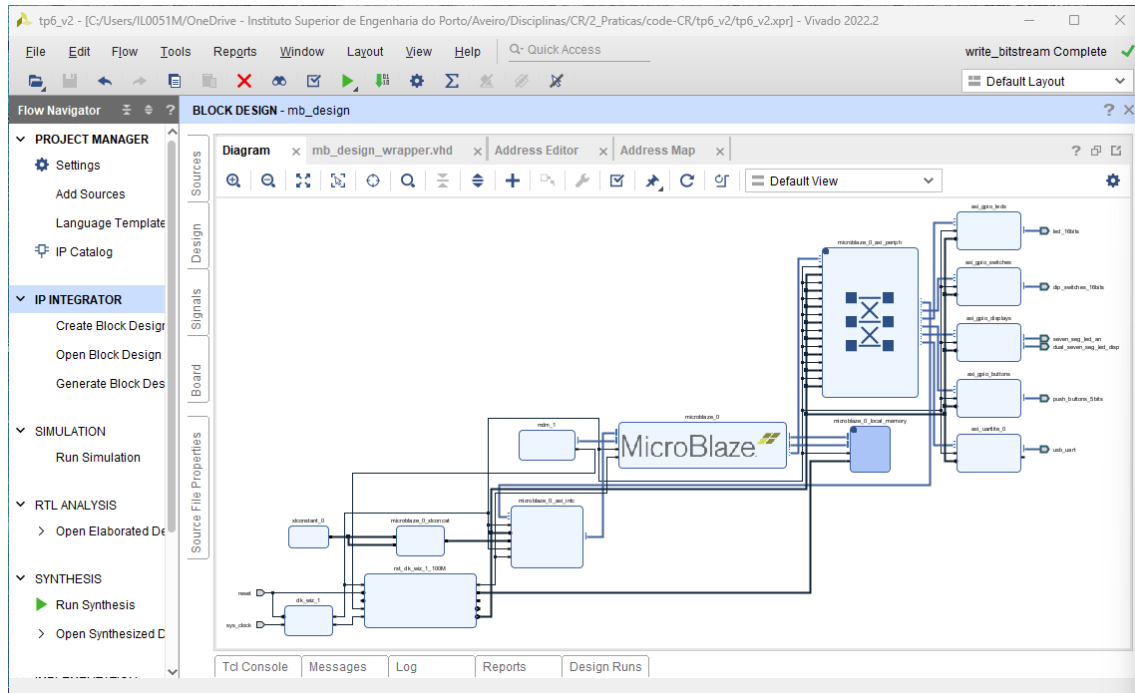 tp6_v2 - [C:/Users/IL0051M/OneDrive - Instituto Superior de Engenharia do Porto/Aveiro/Disciplinas/CR/2_Praticas/code-CR/tp6_v2/tp6_v2.xpr] - Vivado 2022.2
File Edit Flow Tools Reports Window Layout View Help Q- Quick Access write_bitstream Complete
Default Layout
Flow Navigator ? BLOCK DESIGN - mb_design ?
PROJECT MANAGER
Settings
Add Sources
Language Template
IP Catalog
IP INTEGRATOR
Create Block Design
Open Block Design
Generate Block Des
SIMULATION
Run Simulation
RTL ANALYSIS
Open Elaborated De
SYNTHESIS
Run Synthesis
Open Synthesized D
Sources
Design
Signals
Board
Source File Properties
Diagram mb_design_wrapper.vhd Address Editor Address Map ?
Default View
axi_gpio_leds
led_16bits
microblaze_0_axi_periph
axi_gpio_switches
dip_switches_16bits
axi_gpio_displays
seven_seg_led_an
dual_seven_seg_led_disp
axi_gpio_buttons
push_buttons_5bits
microblaze_0
microblaze_0_local_memory
mdm_1
MicroBlaze
axi_uartlite_0
usb_uart
microblaze_0_axi_intc
xlconstant_0
microblaze_0_xlconcat
rst_clk_wiz_1_100M
reset
clk_wiz_1
sys_clock
Tcl Console Messages Log Reports Design Runs